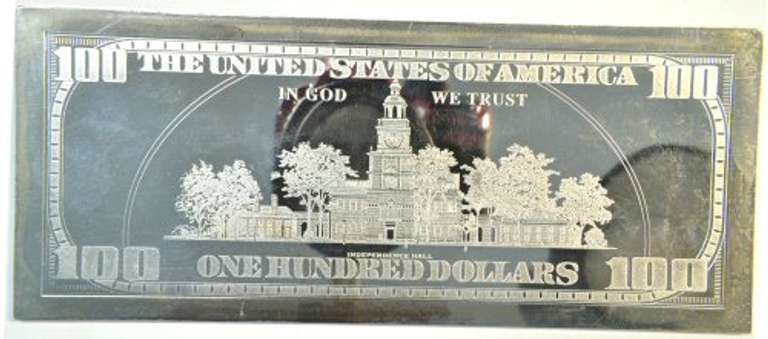 100 THE UNITED STATES OF AMERICA 100
IN GOD WE TRUST
INDEPENDENCE HALL
100 ONE HUNDRED DOLLARS 100